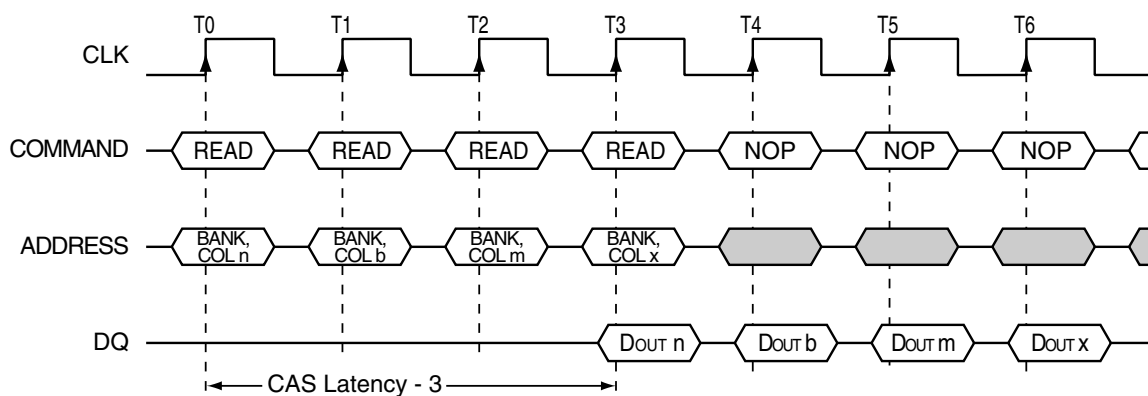 T0 T1 T2 T3 T4 T5 T6
CLK
COMMAND READ READ READ READ NOP NOP NOP
ADDRESS BANK, COL n BANK, COL b BANK, COL m BANK, COL x
DQ DOUT n DOUT b DOUT m DOUT x
CAS Latency - 3